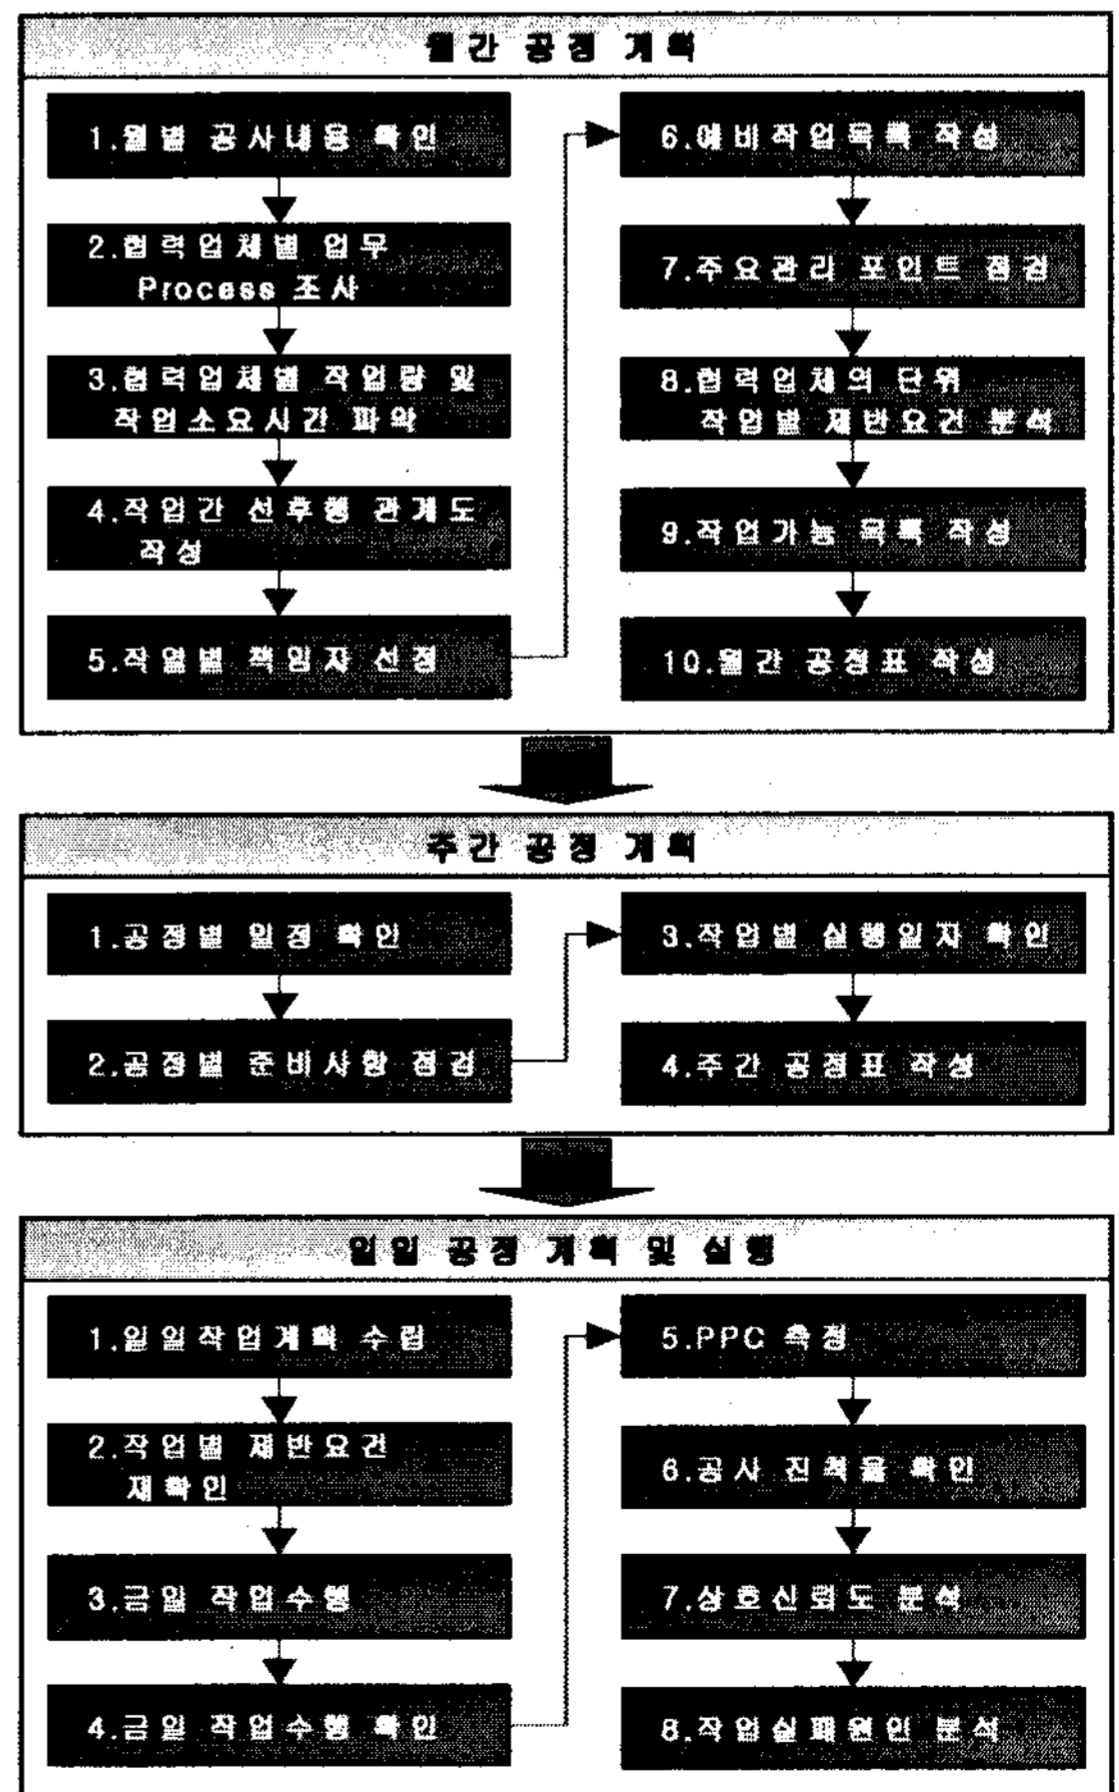 월간 공정 계획
1.월별 공사내용 확인
2.협력업체별 업무
Process 조사
3.협력업체별 작업량 및
작업소요시간 파악
4.작업간 선후행 관계도
작성
5.작열별 책임자 선정
6.예비작업목록 작성
7.주요관리 포인트 점검
8.협력업체의 단위
작업별 제반요건 분석
9.작업가능 목록 작성
10.월간 공정표 작성
주간 공정 계획
1.공정별 일정 확인
2.공정별 준비사항 점검
3.작업별 실행일자 확인
4.주간 공정표 작성
일일 공정 계획 및 실행
1.일일작업계획 수립
2.작업별 제반요건
재확인
3.금일 작업수행
4.금일 작업수행 확인
5.PPC 측정
6.공사 진척율 확인
7.상호신뢰도 분석
8.작업실패원인 분석